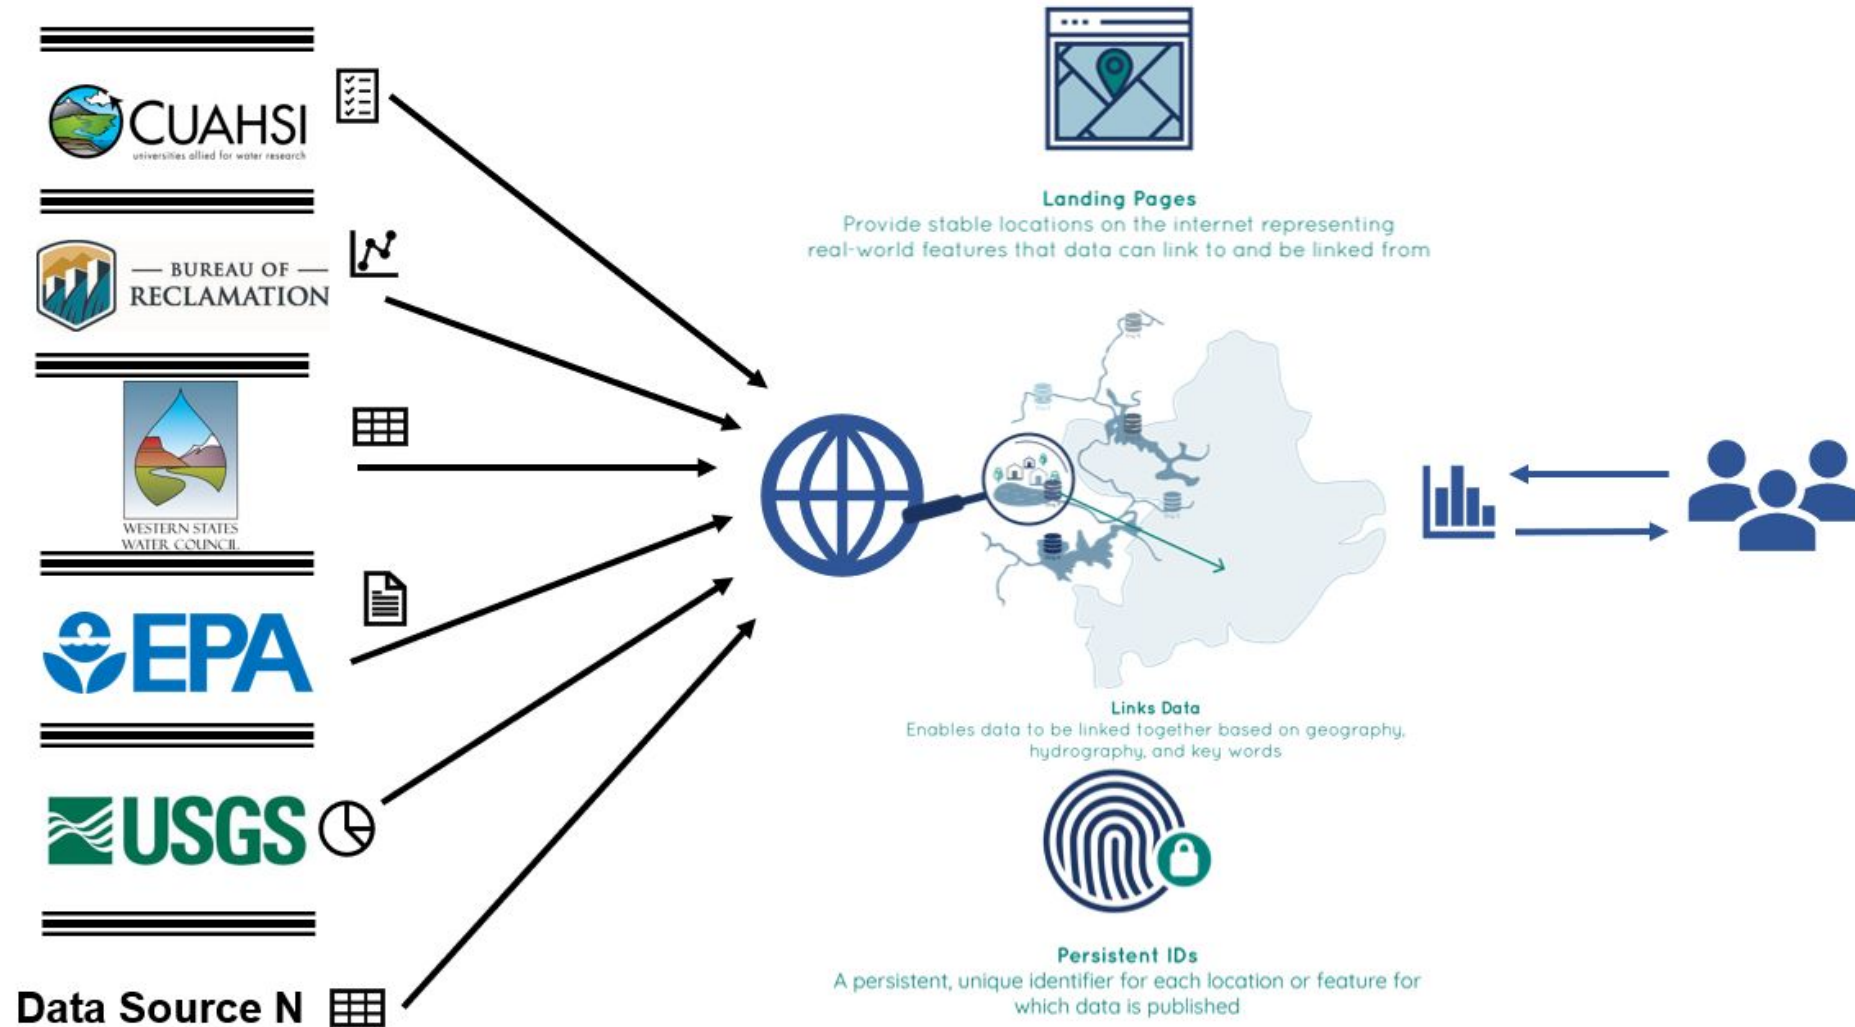 CUAHSI
universities allied for water research
BUREAU OF
RECLAMATION
WESTERN STATES
WATER COUNCIL
EPA
USGS
Data Source N
Landing Pages
Provide stable locations on the internet representing
real-world features that data can link to and be linked from
Links Data
Enables data to be linked together based on geography,
hydrography, and key words
Persistent IDs
A persistent, unique identifier for each location or feature for
which data is published